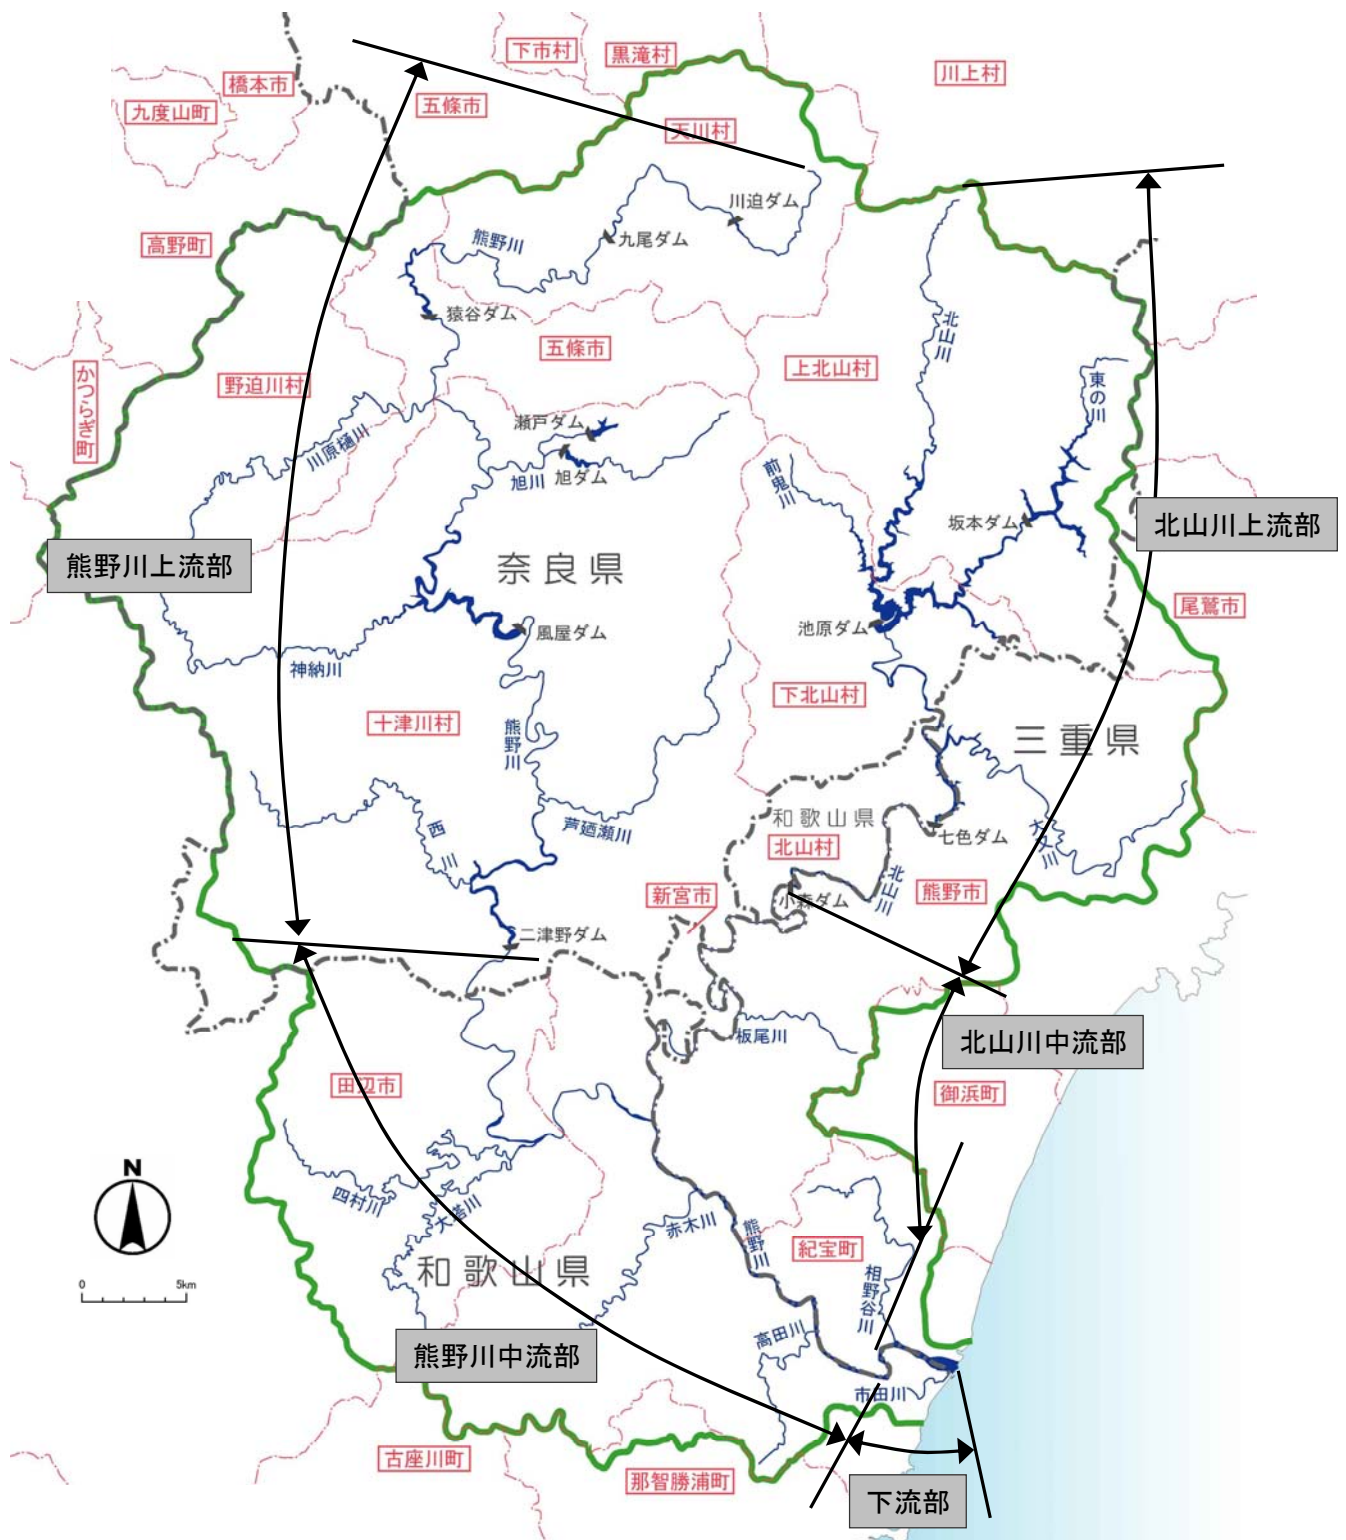 下市村
黒滝村
川上村
橋本市
五條市
九度山町
天川村
川迫ダム
高野町
熊野川
九尾ダム
猿谷ダム
北山川
五條市
上北山村
東の川
かつらぎ町
野迫川村
瀬戸ダム
川原樋川
旭川
旭ダム
前鬼川
坂本ダム
北山川上流部
熊野川上流部
奈良県
尾鷲市
風屋ダム
池原ダム
神納川
下北山村
十津川村
熊野川
三重県
西川
芦廼瀬川
和歌山県
七色ダム
大又川
北山村
新宮市
小森ダム
北山川
熊野市
二津野ダム
板尾川
北山川中流部
田辺市
御浜町
N
四村川
大塔川
赤木川
熊野川
紀宝町
和歌山県
相野谷川
0
5km
高田川
熊野川中流部
市田川
古座川町
那智勝浦町
下流部